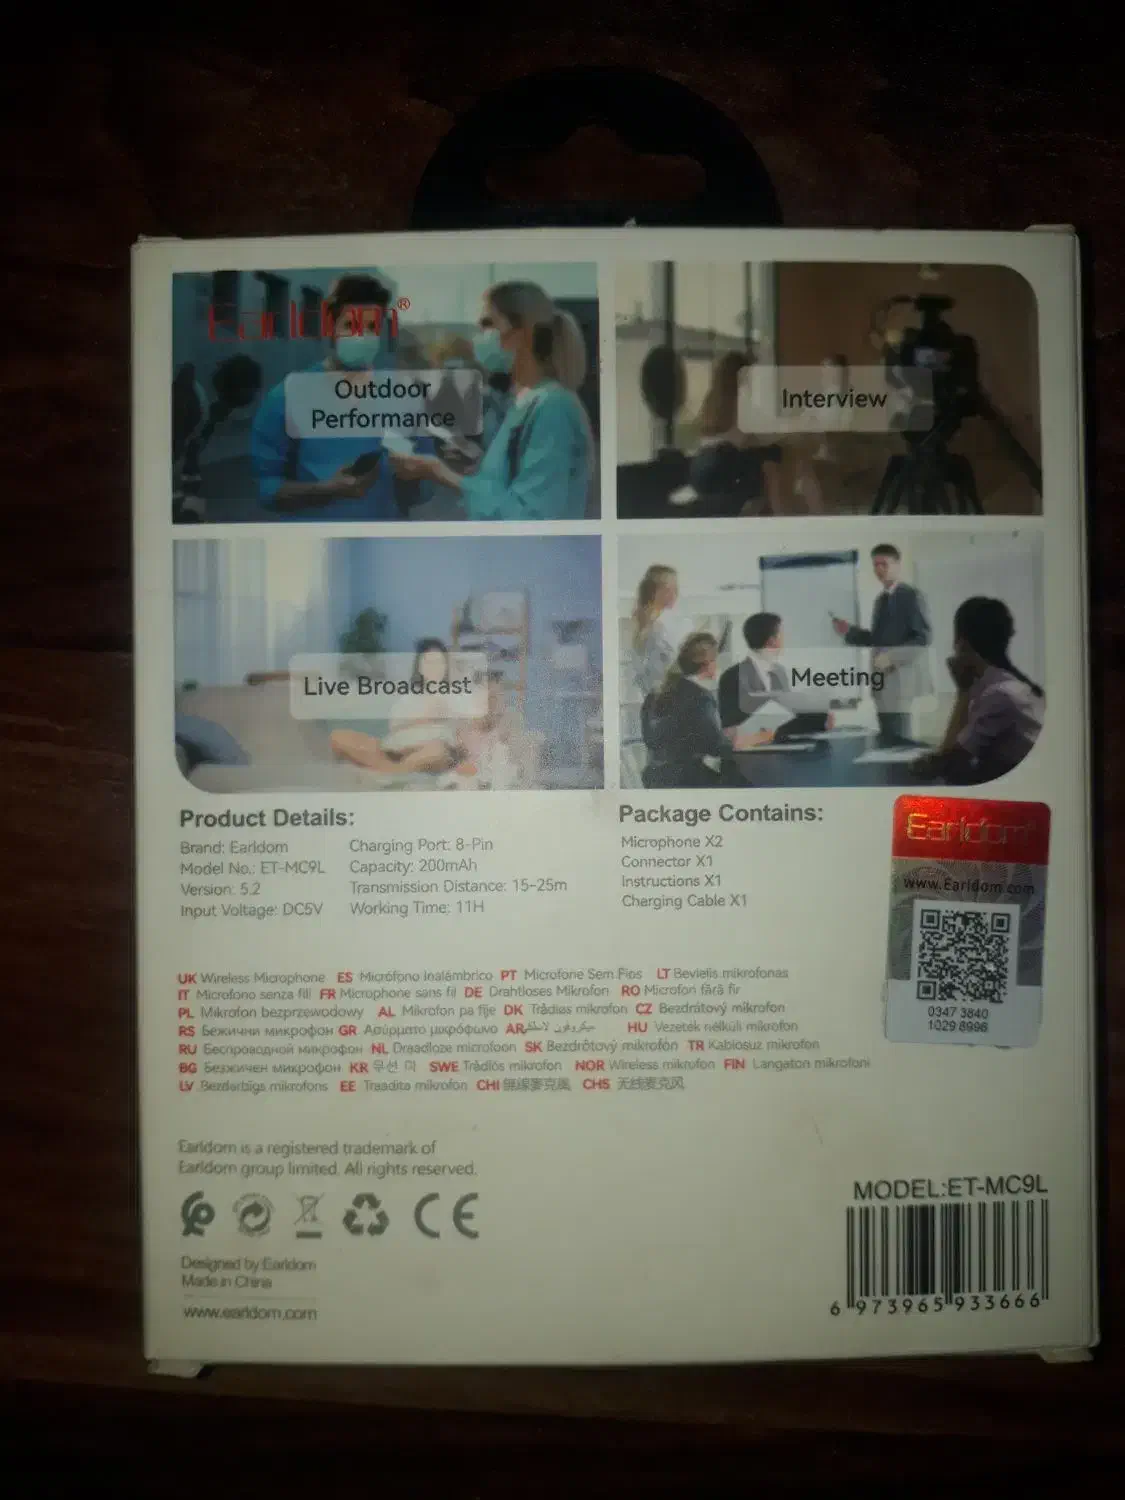 Earldom®
Outdoor
Performance
Interview
Live Broadcast
Meeting
Product Details:
Brand: Earldom
Model No.: ET-MC9L
Version: 5.2
Input Voltage: DC5V
Charging Port: 8-Pin
Capacity: 200mAh
Transmission Distance: 15-25m
Working Time: 11H
Package Contains:
Microphone X2
Connector X1
Instructions X1
Charging Cable X1
Earldom
www.Earldom.com
0347 3840
1029 8996
UK Wireless Microphone ES Micrófono Inalámbrico PT Microfone Sem Fios LT Bevielis mikrofonas
IT Microfono senza fili FR Microphone sans fil DE Drahtloses Mikrofon RO Microfon fără fir
PL Mikrofon bezprzewodowy AL Mikrofon pa fije DK Trådløs mikrofon CZ Bezdrátový mikrofon
RS Бежични микрофон GR Ασύρματο μικρόφωνο AR HU Vezeték nélküli mikrofon
RU Беспроводной микрофон NL Draadloze microfoon SK Bezdrôtový mikrofón TR Kablosuz mikrofon
BG Безжичен микрофон KR 무선 마 SWE Trådlös mikrofon NOR Wireless mikrofon FIN Langaton mikrofoni
LV Bezdarbīgs mikrofons EE Traadita mikrofon CHI 無線麥克風 CHS 无线麦克风
Earldom is a registered trademark of
Earldom group limited. All rights reserved.
CE
Designed by Earldom
Made in China
www.earldom.com
MODEL:ET-MC9L
6 973965 933666